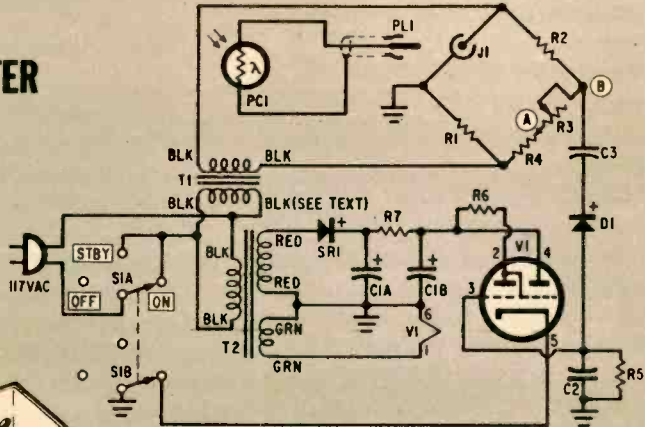 TER
PL1
R2
J1
B
λ
PC1
A
R3
R1
R4
BLK
BLK
C3
T1
BLK
BLK(SEE TEXT)
R6
R7
+
D1
RED
+
SR1
+
+
V1
2
4
STBY
BLK
3
117VAC
S1A
RED
C1A
C1B
OFF
ON
6
5
BLK
GRN
V1
1
T2
C2
R5
S1B
GRN